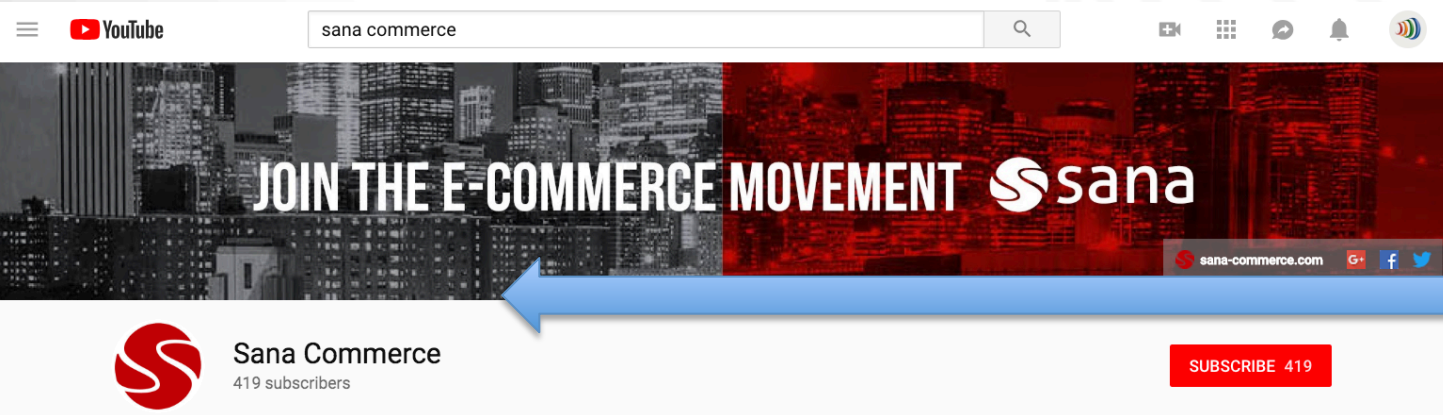 YouTube
sana commerce
JOIN THE E-COMMERCE MOVEMENT sana
sana-commerce.com G+ f
Sana Commerce
419 subscribers
SUBSCRIBE 419